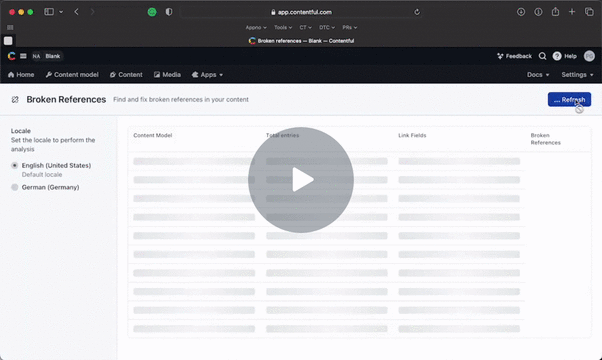 app.contentful.com
Appno
Tools
CT
DTC
PRs
Broken references — Blank — Contentful
NA
Blank
Feedback
Help
Home
Content model
Content
Media
Apps
Docs
Settings
Broken References
Find and fix broken references in your content
... Refresh
Locale
Set the locale to perform the
analysis
English (United States)
Default locale
German (Germany)
Content Model
Total entries
Link Fields
Broken
References